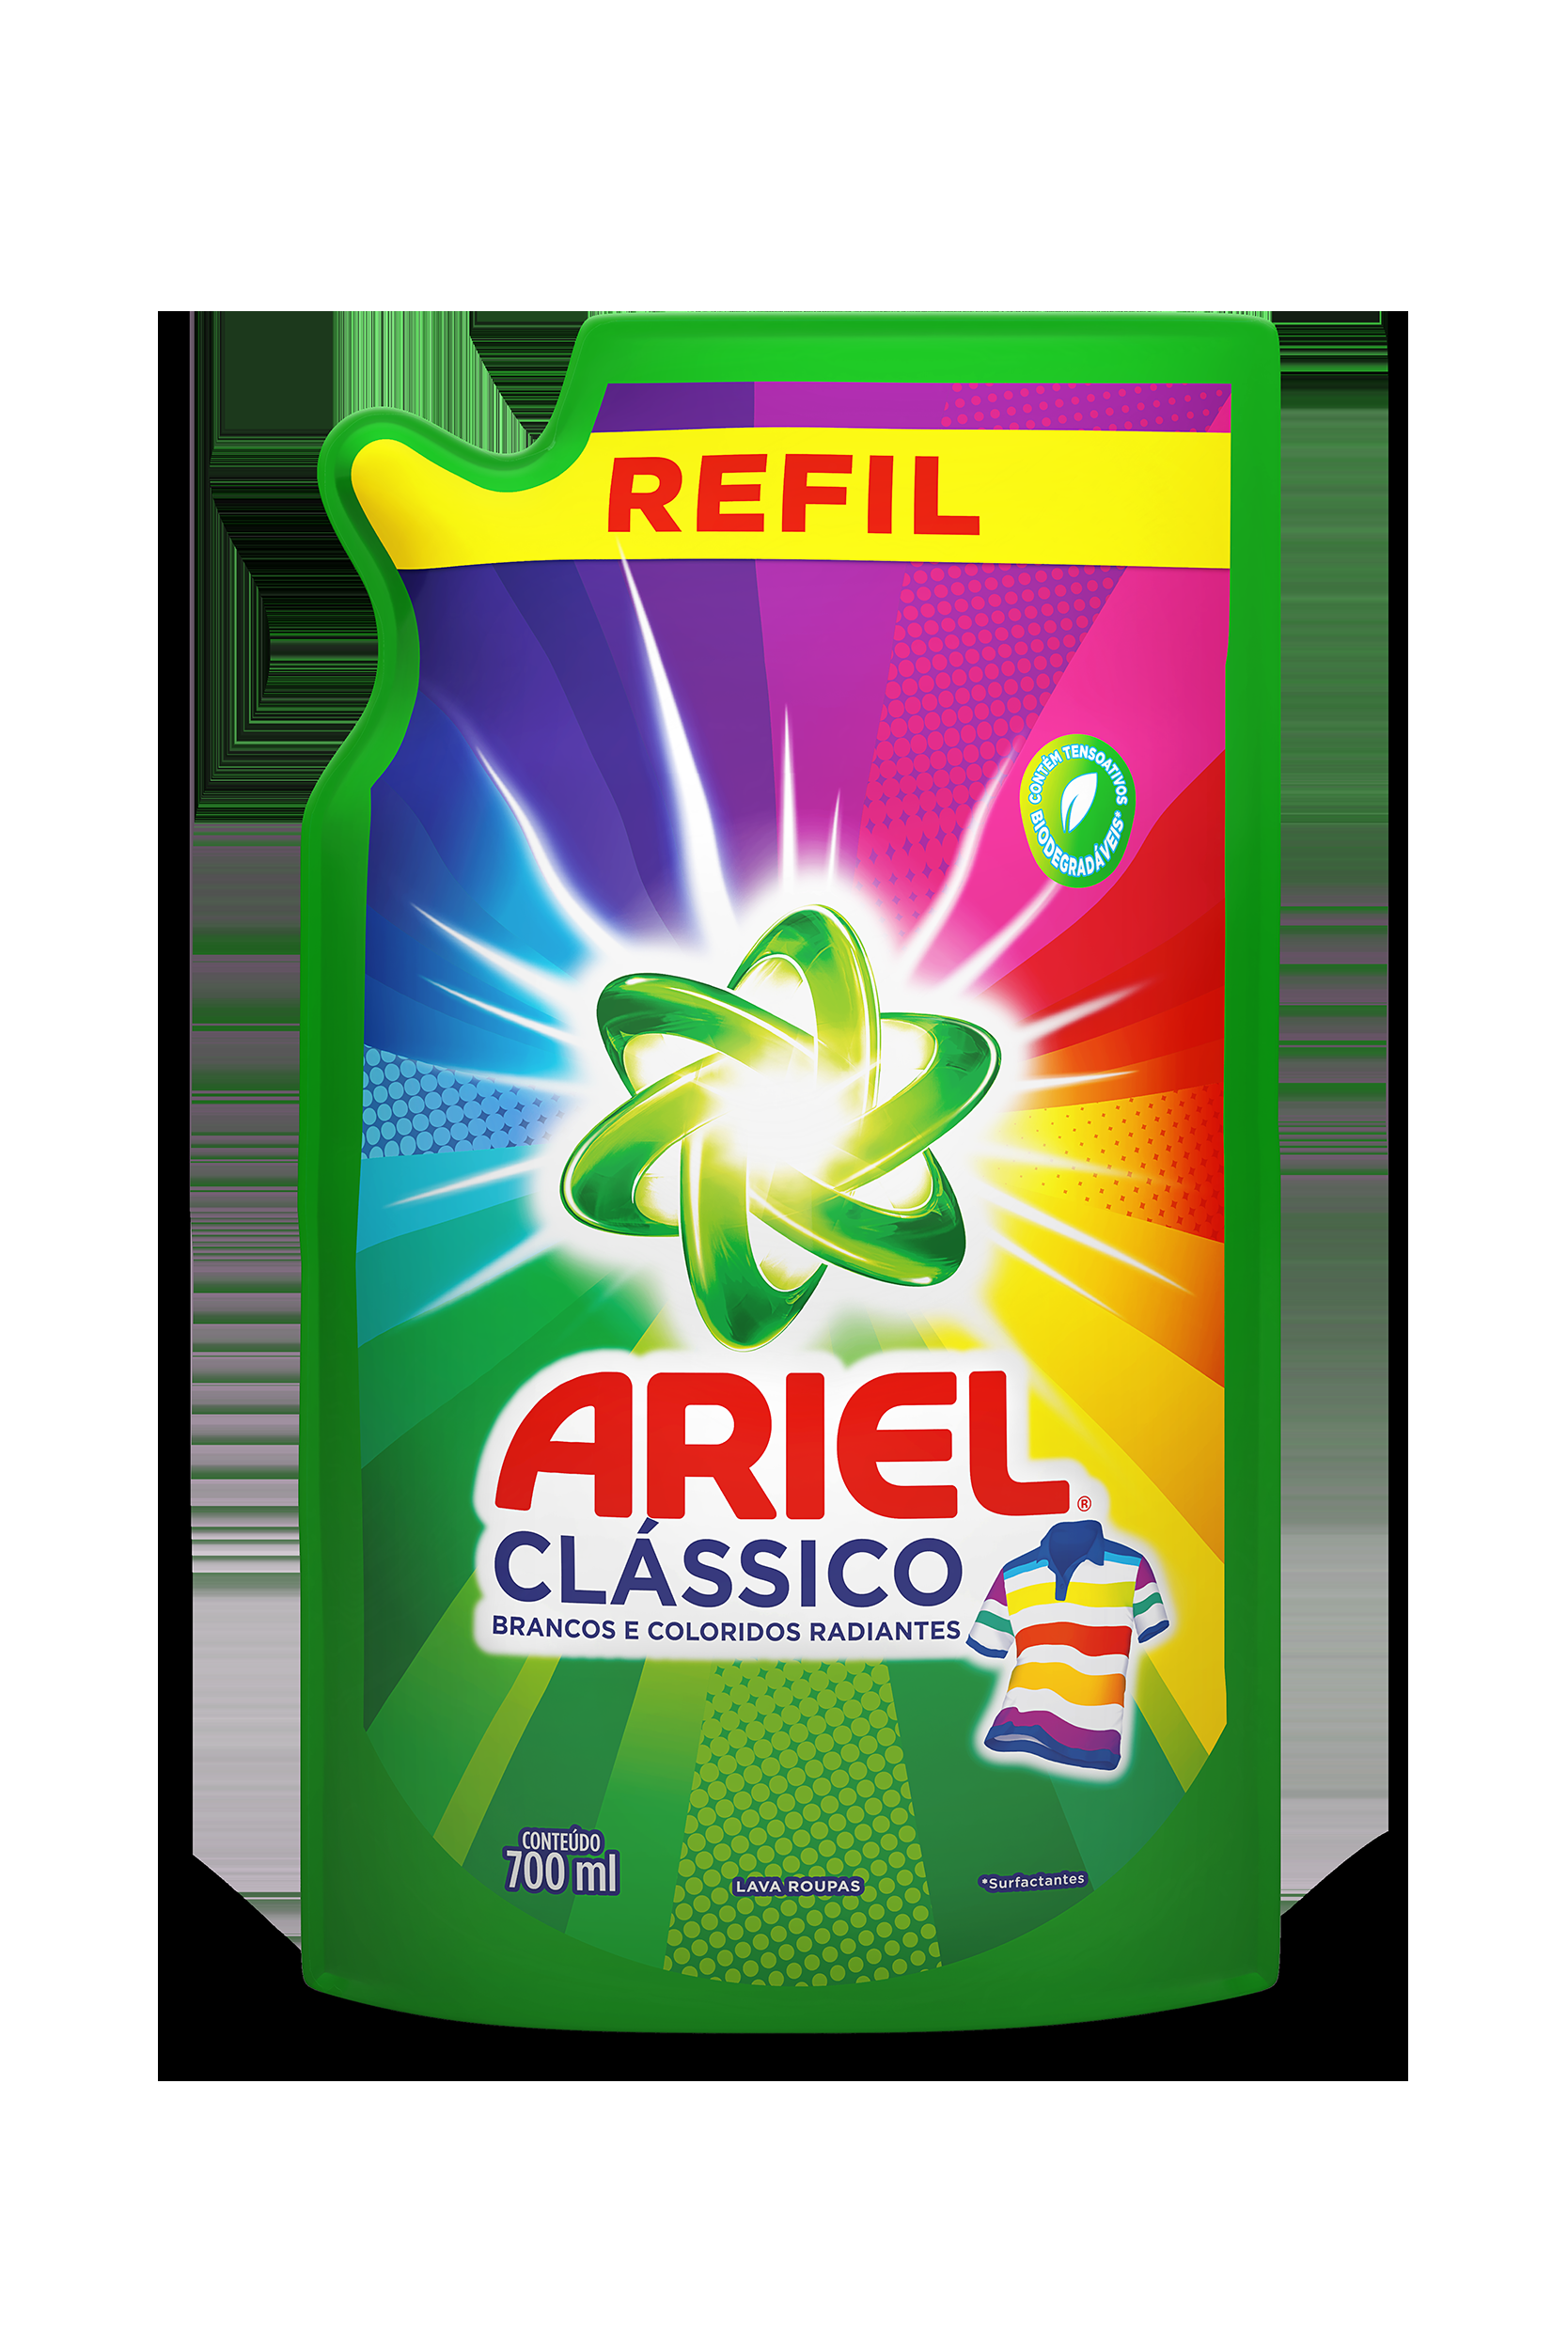 REFIL
CONTÉM TENSOATIVOS
BIODEGRADÁVEIS*
ARIEL®
CLÁSSICO
BRANCOS E COLORIDOS RADIANTES
CONTEÚDO
700 ml
LAVA ROUPAS
*Surfactantes